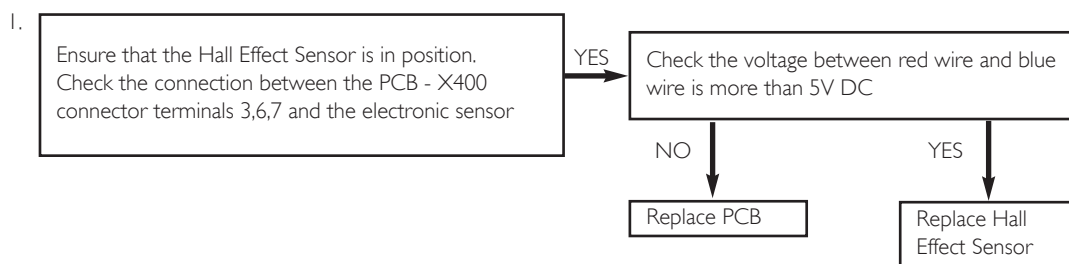 1.
Ensure that the Hall Effect Sensor is in position.
Check the connection between the PCB - X400
connector terminals 3,6,7 and the electronic sensor
YES
Check the voltage between red wire and blue
wire is more than 5V DC
NO
YES
Replace PCB
Replace Hall
Effect Sensor